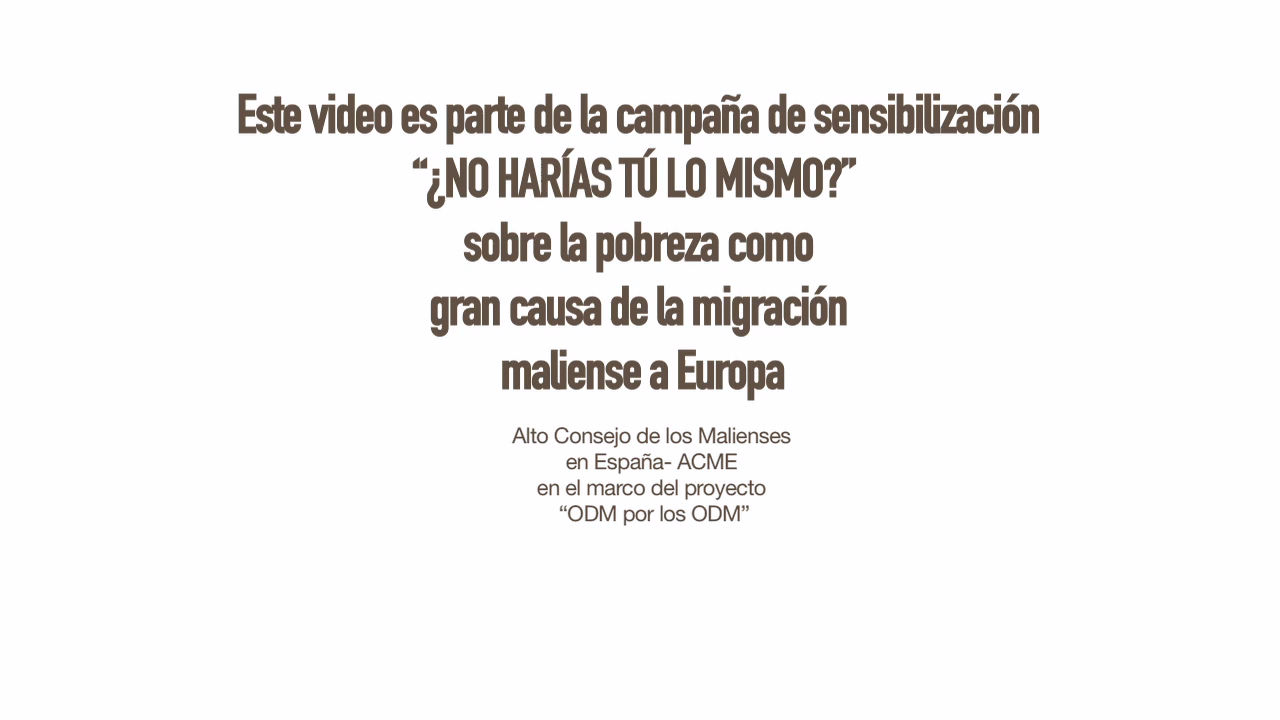 Este video es parte de la campaña de sensibilización
“¿NO HARÍAS TÚ LO MISMO?”
sobre la pobreza como
gran causa de la migración
maliense a Europa
Alto Consejo de los Malienses
en España- ACME
en el marco del proyecto
“ODM por los ODM”